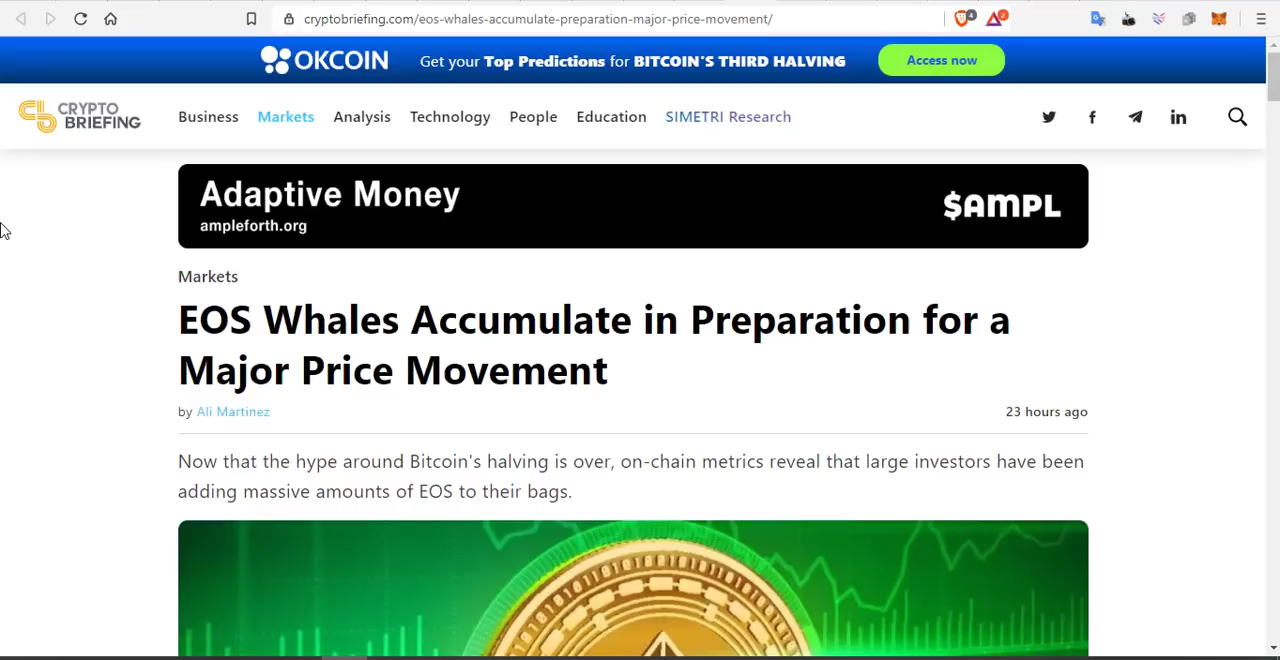 cryptobriefing.com/eos-whales-accumulate-preparation-major-price-movement/
4
2
OKCOIN Get your Top Predictions for BITCOIN'S THIRD HALVING Access now
CRYPTO
BRIEFING
Business Markets Analysis Technology People Education SIMETRI Research
Adaptive Money
ampleforth.org
$AMPL
Markets
EOS Whales Accumulate in Preparation for a
Major Price Movement
by Ali Martinez 23 hours ago
Now that the hype around Bitcoin's halving is over, on-chain metrics reveal that large investors have been
adding massive amounts of EOS to their bags.